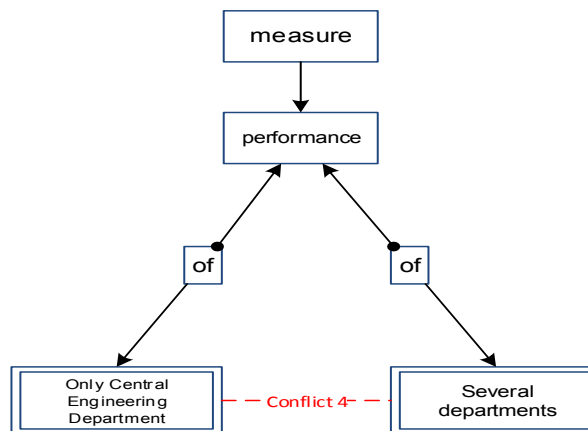 measure
performance
of
of
Only Central
Engineering
Department
Conflict 4
Several
departments